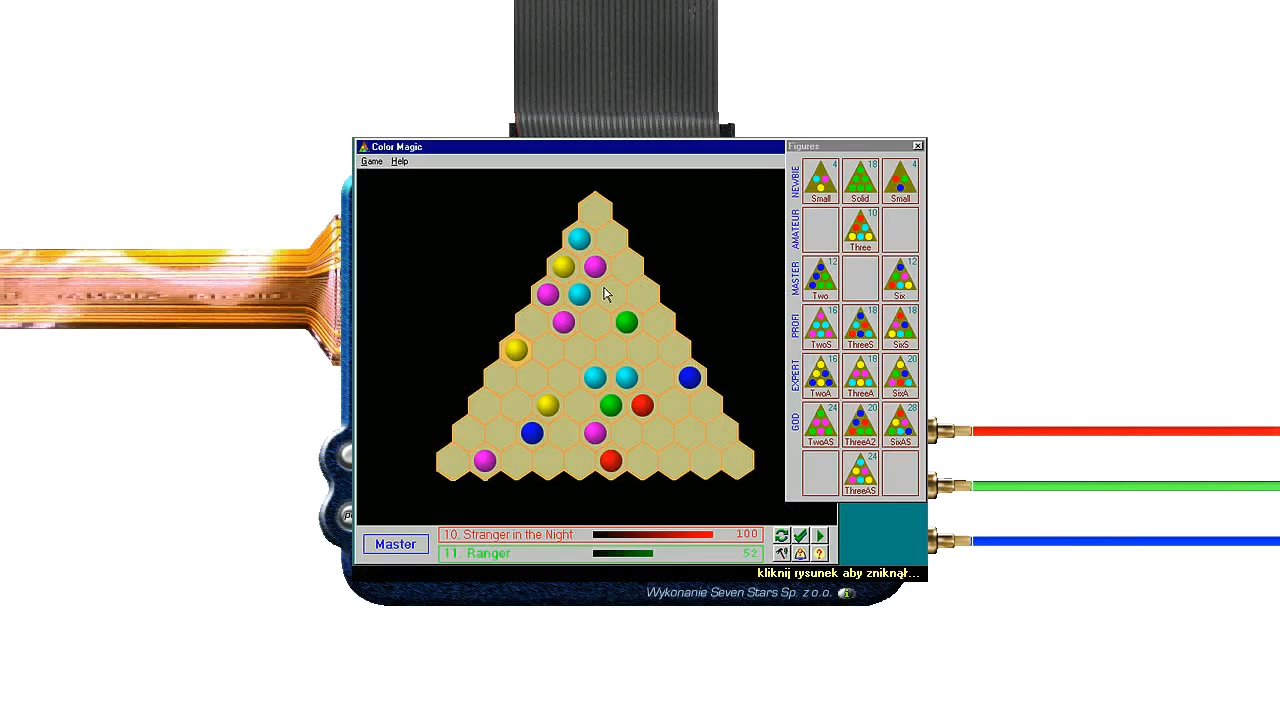 Color Magic
Game Help
Figures
NEWBIE
4
Small
18
Solid
4
Small
AMATEUR
10
Three
MASTER
12
Two
12
Six
PROFI
16
TwoS
18
ThreeS
18
SixS
EXPERT
16
TwoA
18
ThreeA
20
SixA
GOD
24
TwoAS
20
ThreeA2
28
SixAS
24
ThreeAS
Master
10. Stranger in the Night 100
11. Ranger 52
kliknij rysunek aby zniknął...
Wykonanie Seven Stars Sp. z o.o.